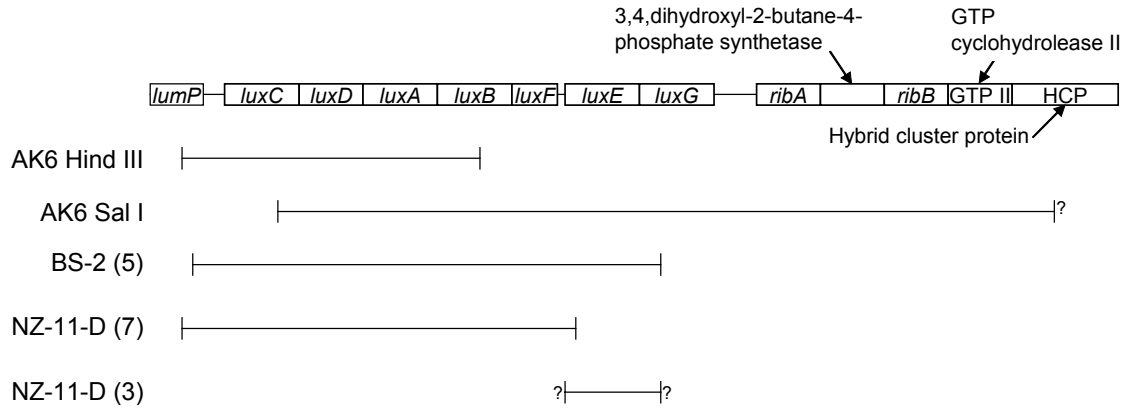 3,4,dihydroxyl-2-butane-4-
phosphate synthetase
GTP
cyclohydrolease II
lumP luxC luxD luxA luxB luxF luxE luxG ribA ribB GTP II HCP
Hybrid cluster protein
AK6 Hind III
AK6 Sal I ?
BS-2 (5)
NZ-11-D (7)
NZ-11-D (3) ? ?